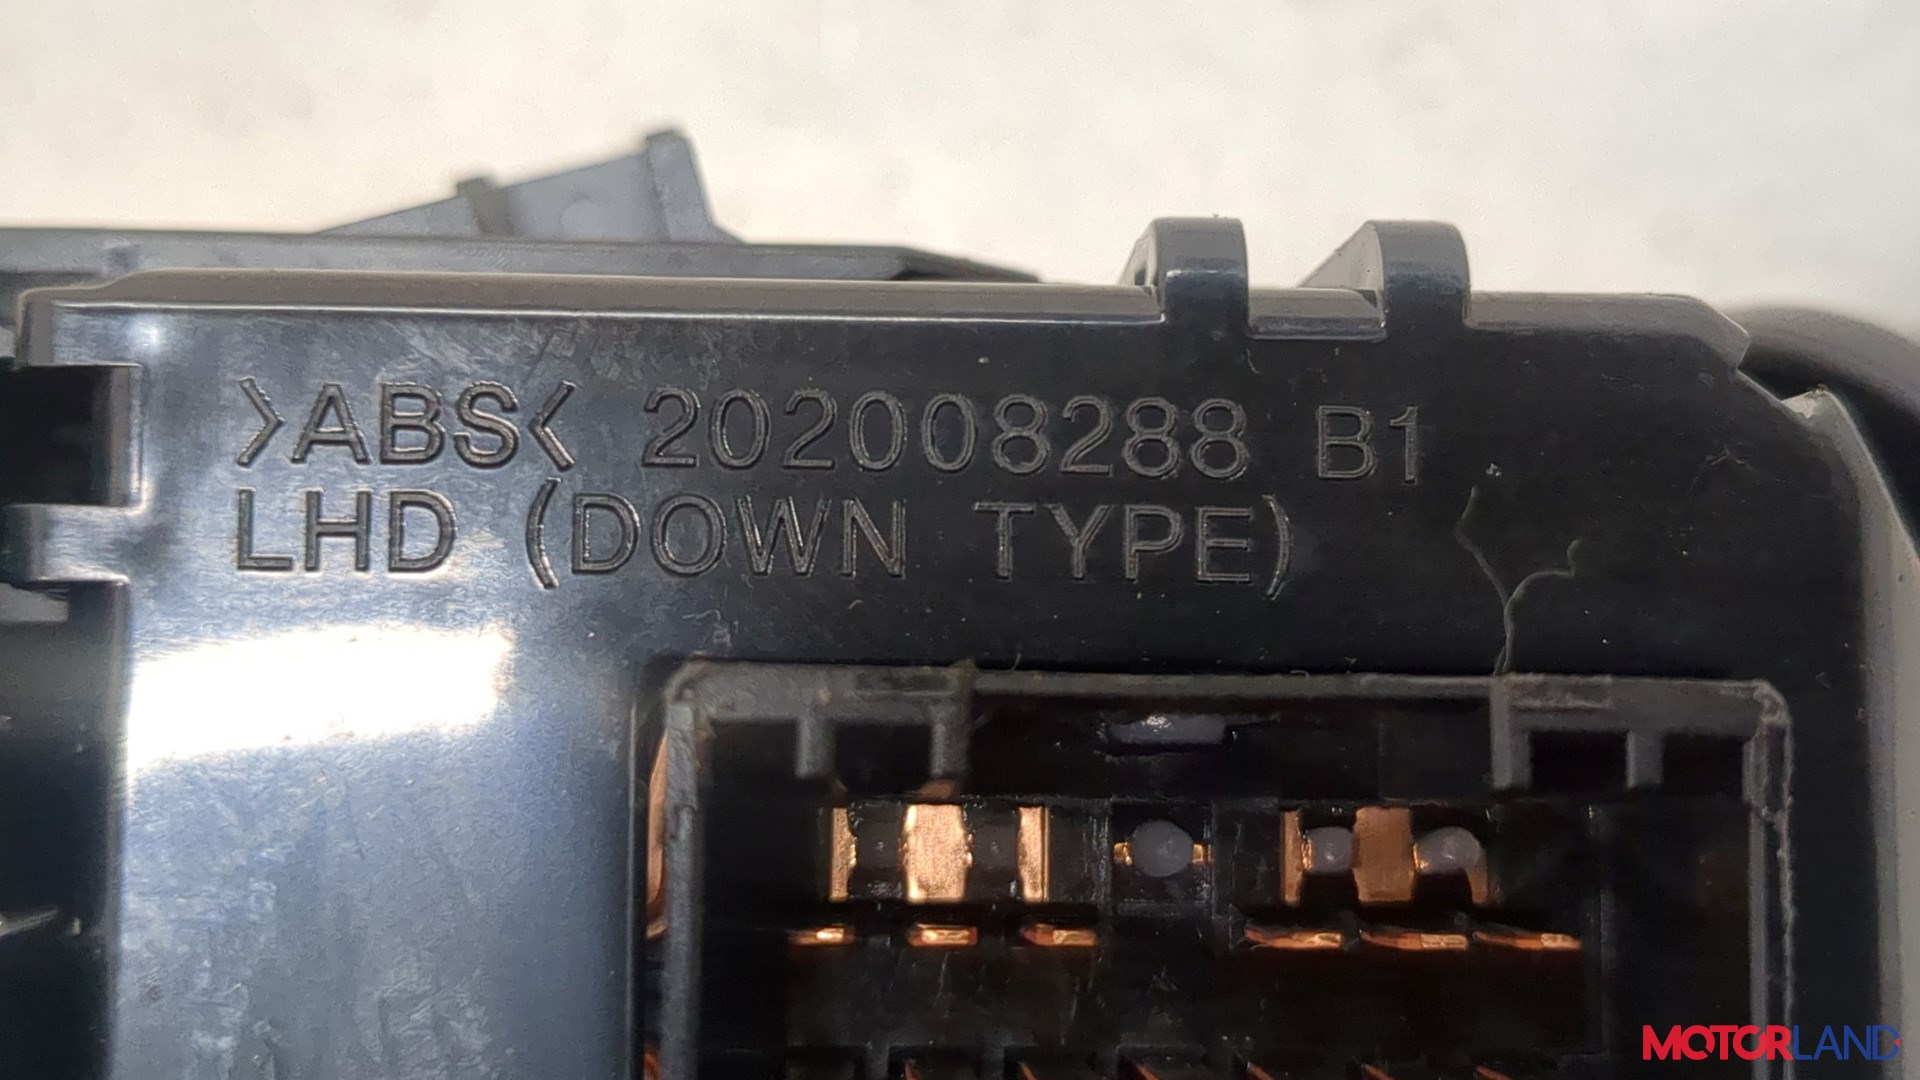 >ABS< 202008288 B1
LHD (DOWN TYPE)
MOTORLAND